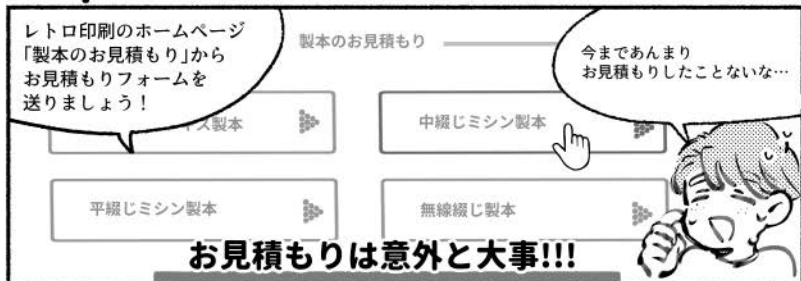 レトロ印刷のホームページ
「製本のお見積もり」から
お見積もりフォームを
送りましょう！
製本のお見積もり
今まであんまり
お見積もりしたことないな…
ズ製本
中綴じミシン製本
平綴じミシン製本
無線綴じ製本
お見積もりは意外と大事!!!